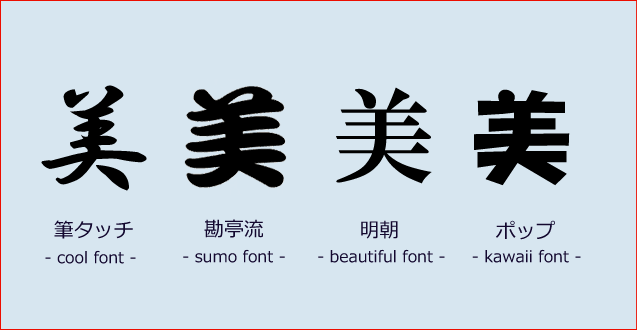 美 美 美 美
筆タッチ 勘亭流 明朝 ポップ
- cool font - - sumo font - - beautiful font - - kawaii font -